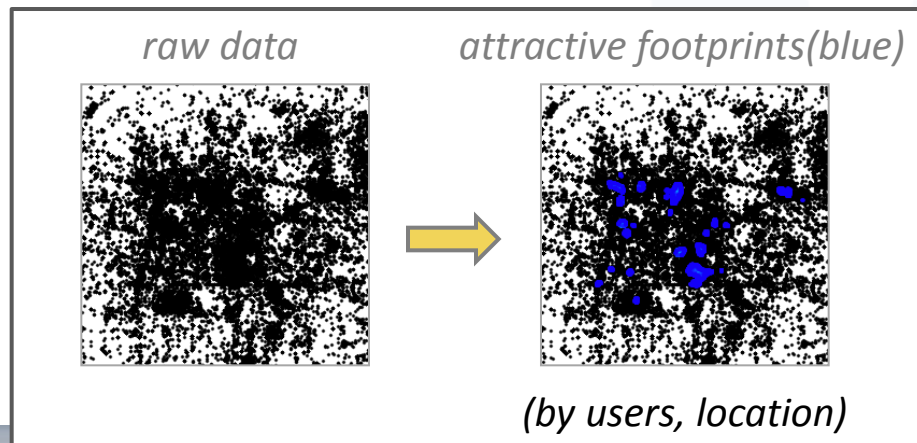 raw data
attractive footprints(blue)
(by users, location)